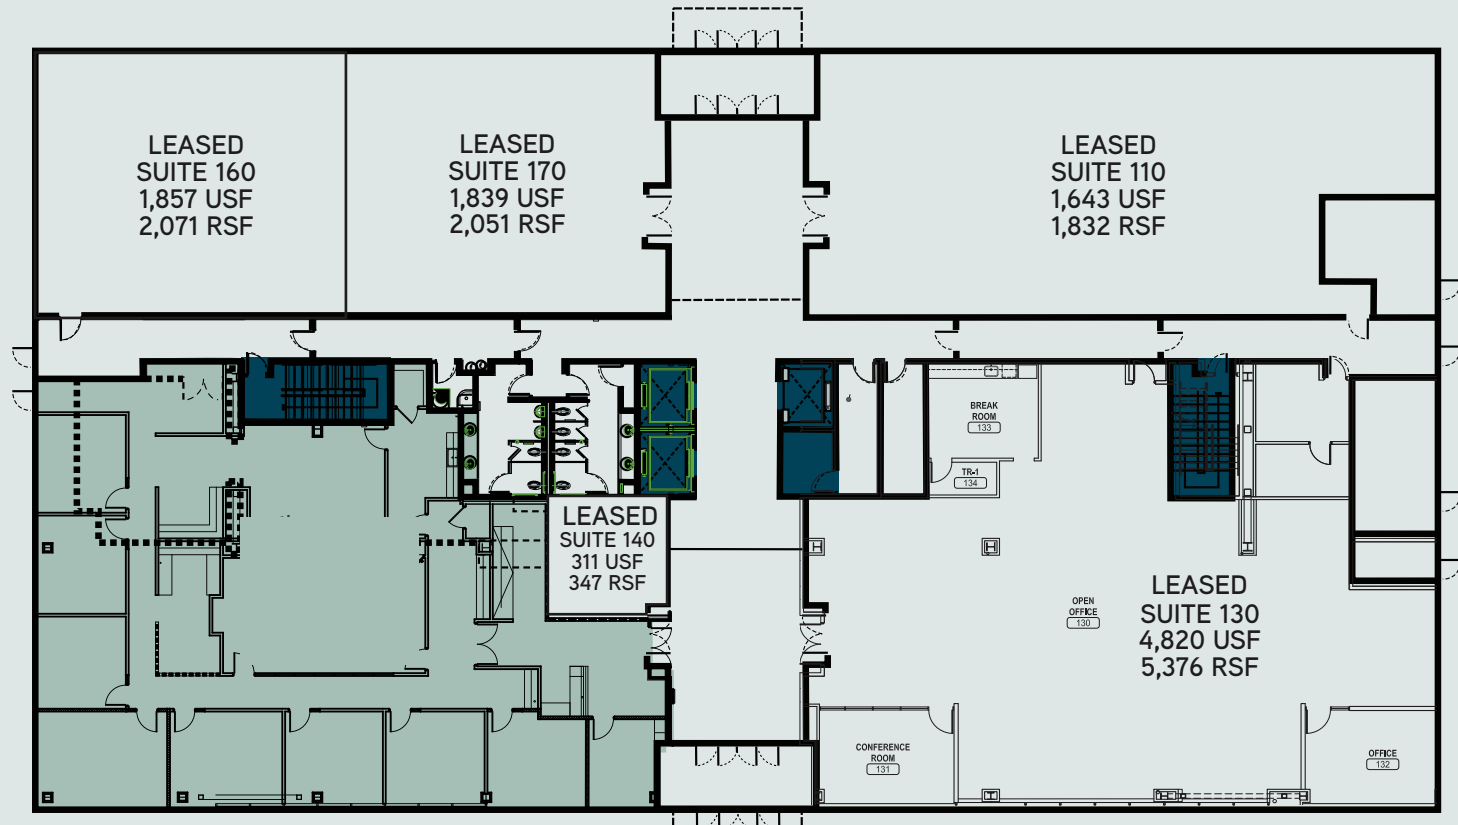 LEASED
SUITE 160
1,857 USF
2,071 RSF
LEASED
SUITE 170
1,839 USF
2,051 RSF
LEASED
SUITE 110
1,643 USF
1,832 RSF
BREAK
ROOM
133
TR-1
134
LEASED
SUITE 140
311 USF
347 RSF
OPEN
OFFICE
130
LEASED
SUITE 130
4,820 USF
5,376 RSF
CONFERENCE
ROOM
131
OFFICE
132